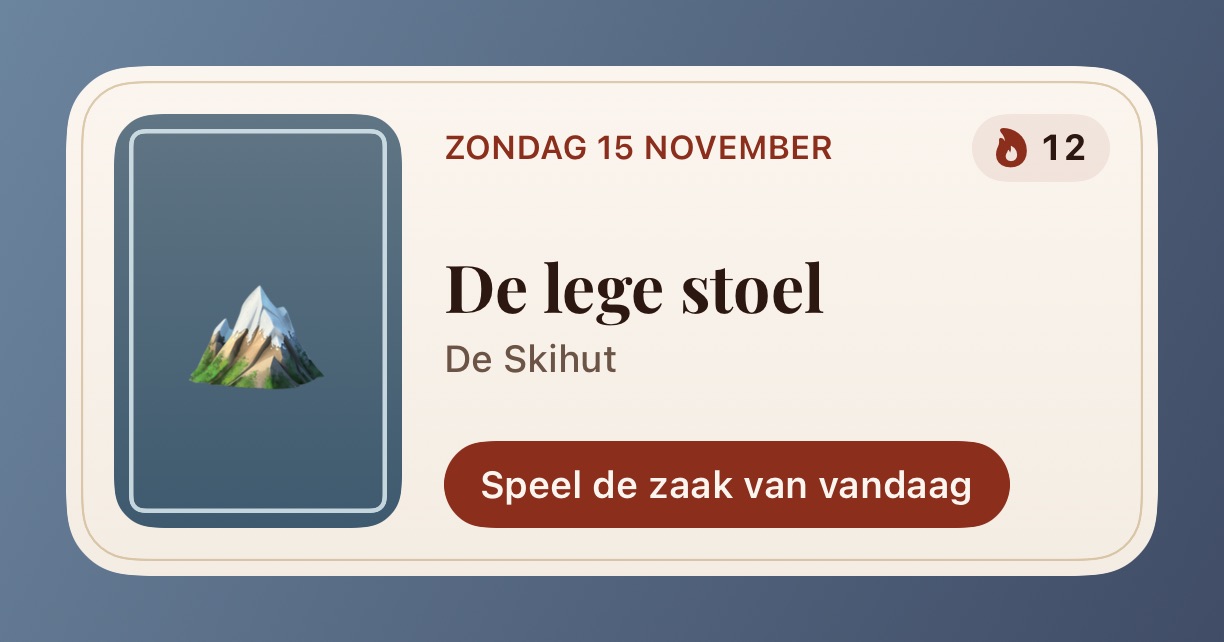 ZONDAG 15 NOVEMBER
12
De lege stoel
De Skihut
Speel de zaak van vandaag